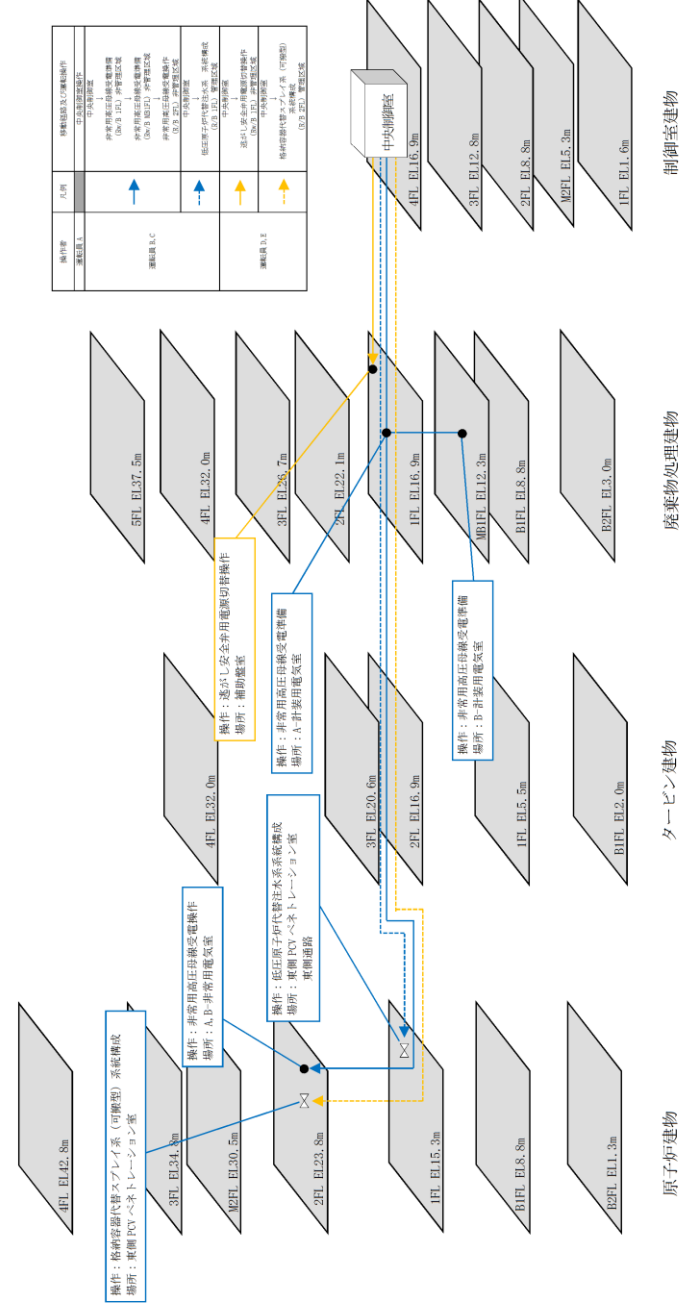 操作者
凡例
移動経路及び運転操作
運転員 A
中央制御室操作
運転員 B,C
中央制御室
↓
非常用高圧母線受電準備
(Rw/B 1FL) 非管理区域
↓
非常用高圧母線受電準備
(Rw/B MB1FL) 非管理区域
↓
非常用高圧母線受電操作
(R/B 2FL) 非管理区域
中央制御室
↓
低圧原子炉代替注水系 系統構成
(R/B 1FL) 管理区域
運転員 D,E
中央制御室
↓
逃がし安全弁用電源切替操作
(Rw/B 1FL) 非管理区域
中央制御室
↓
格納容器代替スプレイ系 (可搬型)
系統構成
(R/B 2FL) 管理区域
操作：格納容器代替スプレイ系 (可搬型) 系統構成
場所：東側 PCV ペネトレーション室
操作：非常用高圧母線受電操作
場所：A,B-非常用電気室
操作：低圧原子炉代替注水系系統構成
場所：東側 PCV ペネトレーション室
東側通路
操作：逃がし安全弁用電源切替操作
場所：補助盤室
操作：非常用高圧母線受電準備
場所：A-計装用電気室
操作：非常用高圧母線受電準備
場所：B-計装用電気室
4FL EL42.8m
3FL EL34.8m
M2FL EL30.5m
2FL EL23.8m
1FL EL15.3m
B1FL EL8.8m
B2FL EL1.3m
原子炉建物
4FL EL32.0m
3FL EL20.6m
2FL EL16.9m
1FL EL5.5m
B1FL EL2.0m
タービン建物
5FL EL37.5m
4FL EL32.0m
3FL EL26.7m
2FL EL22.1m
1FL EL16.9m
MB1FL EL12.3m
B1FL EL8.8m
B2FL EL3.0m
廃棄物処理建物
中央制御室
4FL EL16.9m
3FL EL12.8m
2FL EL8.8m
M2FL EL5.3m
1FL EL1.6m
制御室建物